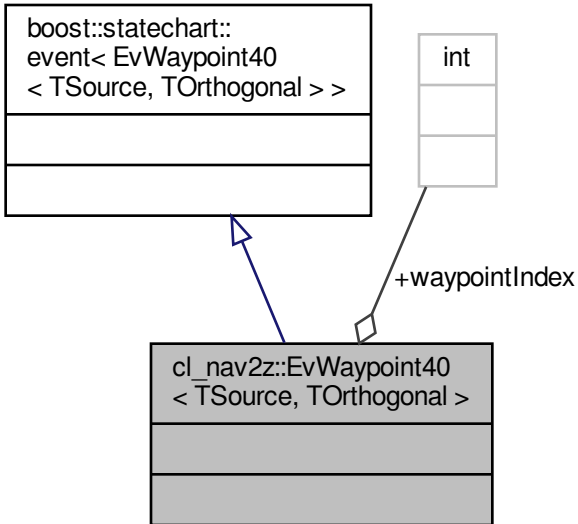 boost::statechart::
event< EvWaypoint40
< TSource, TOrthogonal > >
int
+waypointIndex
cl_nav2z::EvWaypoint40
< TSource, TOrthogonal >